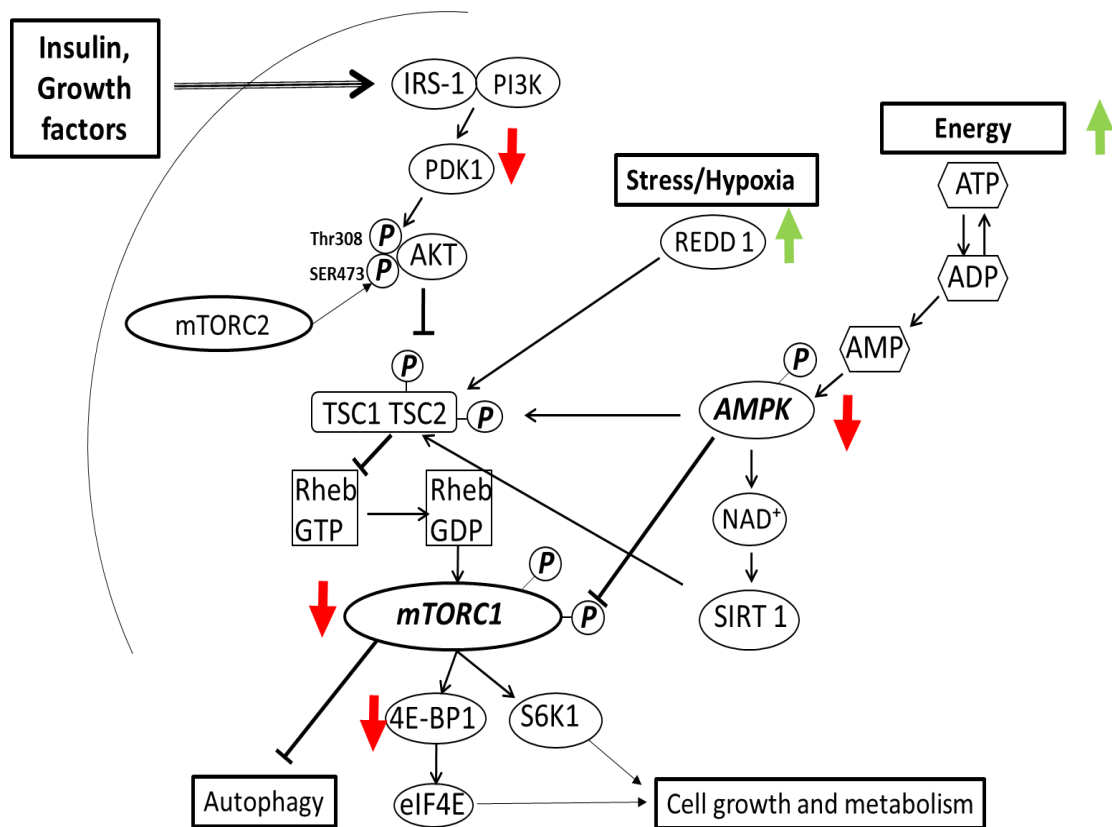 Insulin,
Growth
factors
IRS-1
PI3K
PDK1
Thr308
P
SER473
P
AKT
mTORC2
Stress/Hypoxia
REDD 1
Energy
ATP
ADP
AMP
P
AMPK
P
TSC1 TSC2
P
Rheb
GTP
Rheb
GDP
NAD+
SIRT 1
P
mTORC1
P
4E-BP1
S6K1
Autophagy
eIF4E
Cell growth and metabolism